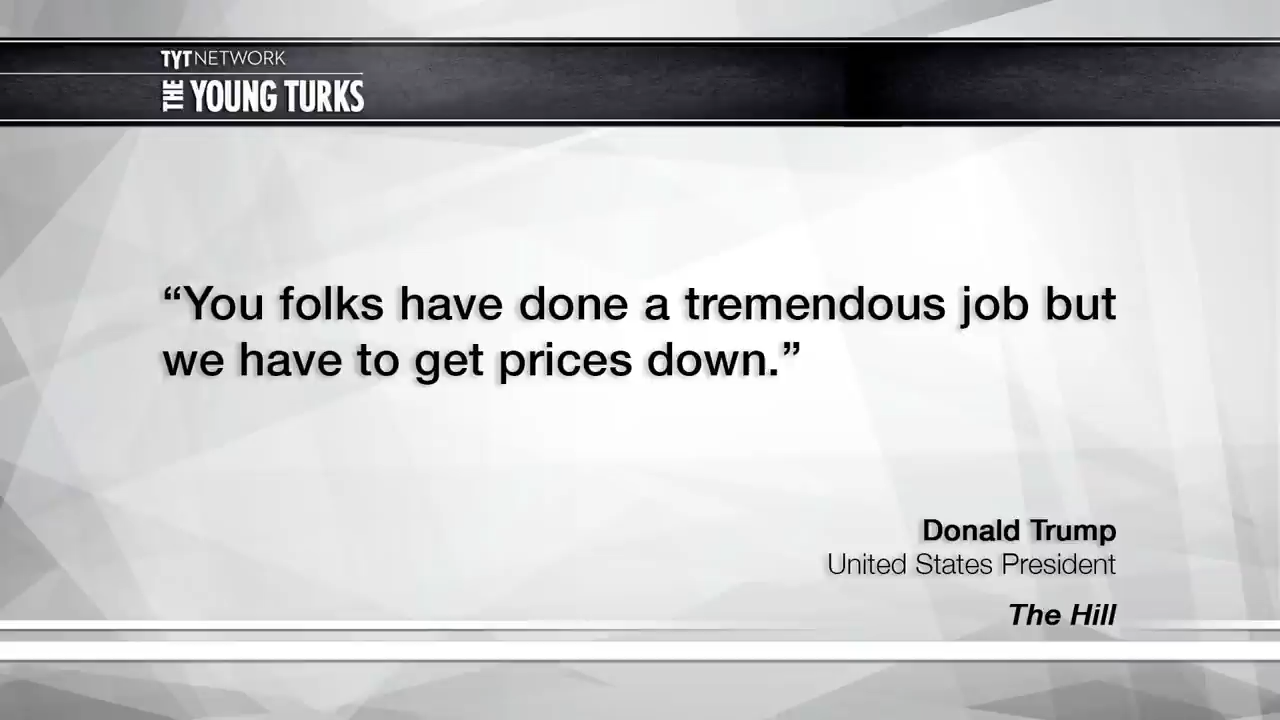 TYTNETWORK
THE YOUNG TURKS
“You folks have done a tremendous job but
we have to get prices down.”
Donald Trump
United States President
The Hill